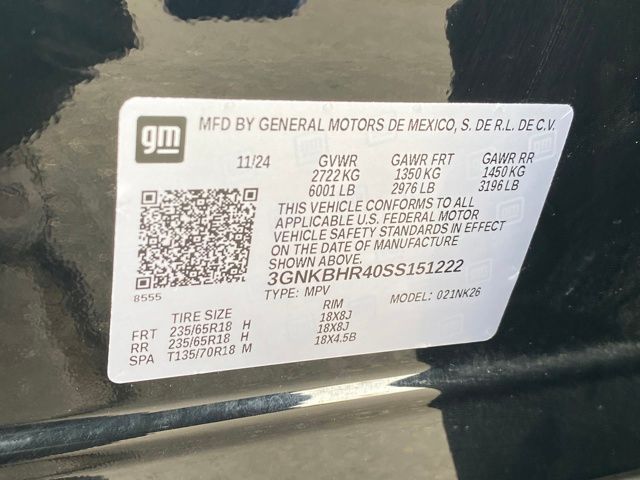 gm
MFD BY GENERAL MOTORS DE MEXICO, S. DE R.L. DE C.V.
11/24 GVWR GAWR FRT GAWR RR
2722 KG 1350 KG 1450 KG
6001 LB 2976 LB 3196 LB
THIS VEHICLE CONFORMS TO ALL
APPLICABLE U.S. FEDERAL MOTOR
VEHICLE SAFETY STANDARDS IN EFFECT
ON THE DATE OF MANUFACTURE
SHOWN ABOVE.
3GNKBHR40SS151222
8555 TYPE: MPV MODEL: 021NK26
TIRE SIZE RIM
FRT 235/65R18 H 18X8J
RR 235/65R18 H 18X8J
SPA T135/70R18 M 18X4.5B